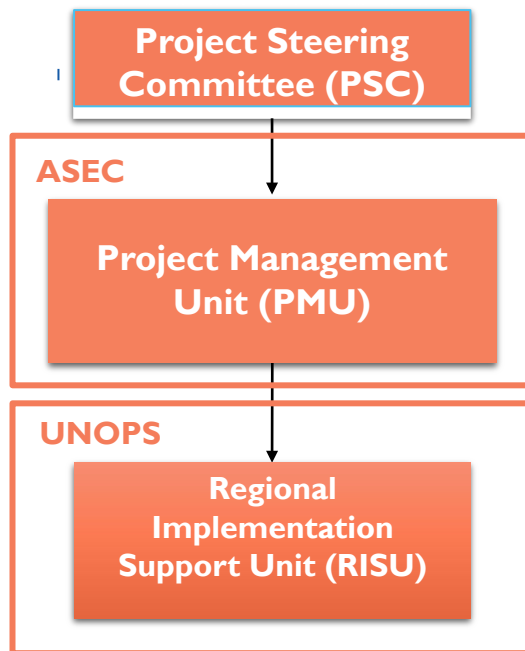 Project Steering
Committee (PSC)
ASEC
Project Management
Unit (PMU)
UNOPS
Regional
Implementation
Support Unit (RISU)